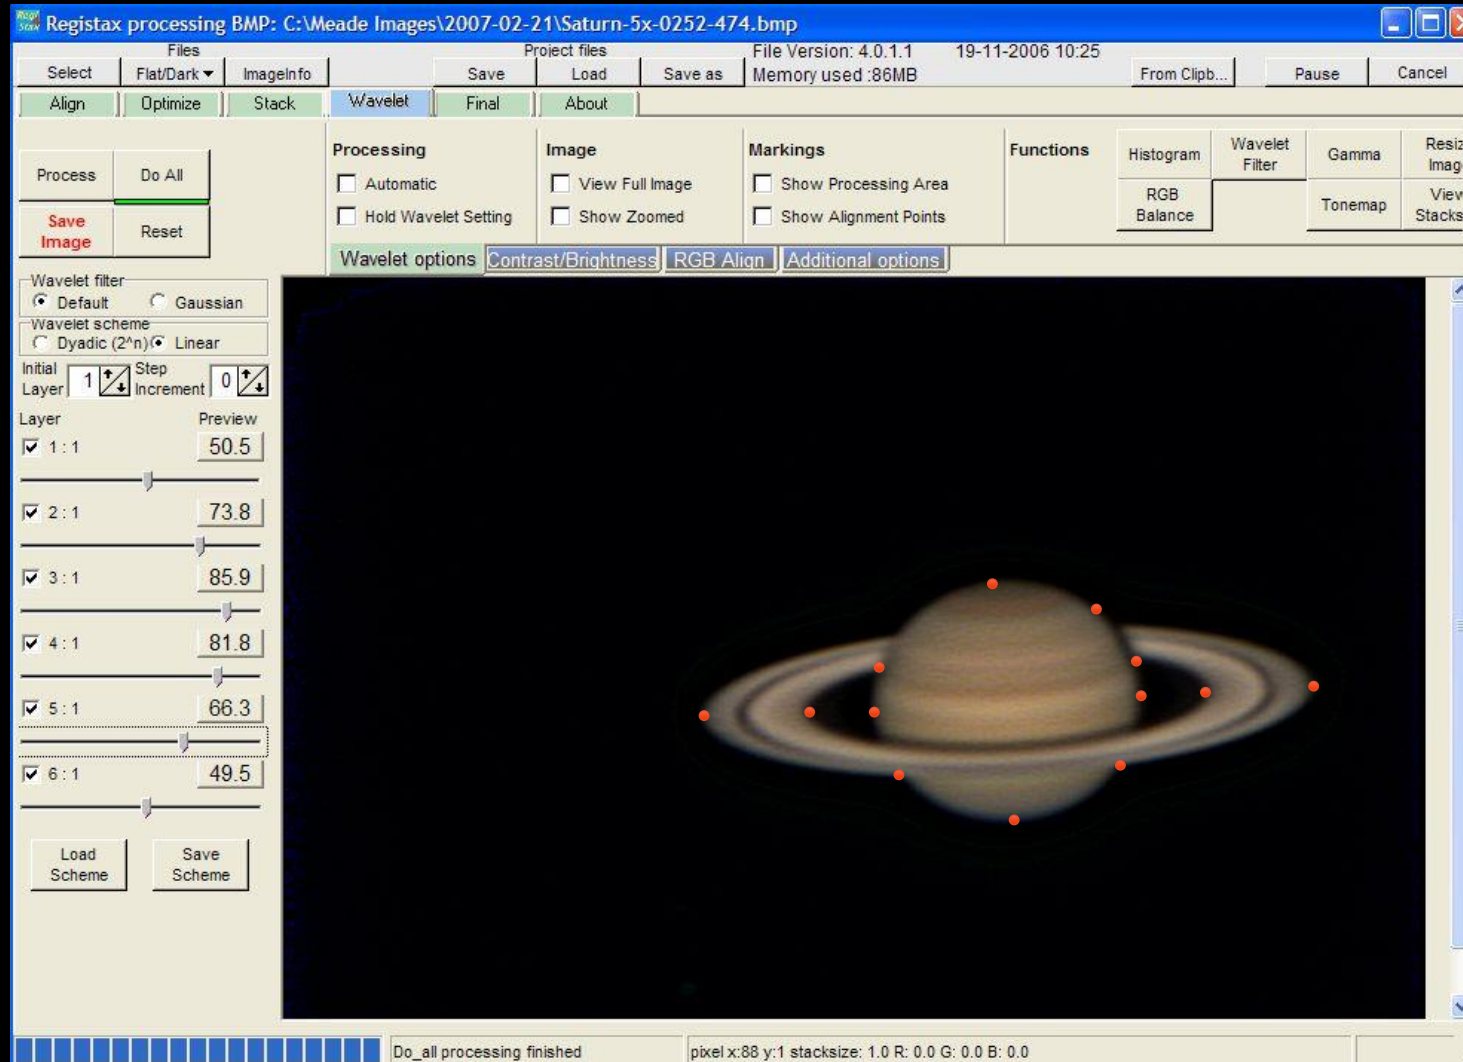 Regi Stax Registax processing BMP: C:\Meade Images\2007-02-21\Saturn-5x-0252-474.bmp
Files Project files File Version: 4.0.1.1 19-11-2006 10:25
Select Flat/Dark ImageInfo Save Load Save as Memory used :86MB From Clipb... Pause Cancel
Align Optimize Stack Wavelet Final About
Process Do All
Save Image Reset
Processing
Automatic
Hold Wavelet Setting
Image
View Full Image
Show Zoomed
Markings
Show Processing Area
Show Alignment Points
Functions
Histogram Wavelet Filter Gamma Resiz Imag
RGB Balance Tonemap View Stacks
Wavelet options Contrast/Brightness RGB Align Additional options
Wavelet filter
Default Gaussian
Wavelet scheme
Dyadic (2^n) Linear
Initial Layer 1 Step Increment 0
Layer Preview
1 : 1 50.5
2 : 1 73.8
3 : 1 85.9
4 : 1 81.8
5 : 1 66.3
6 : 1 49.5
Load Scheme Save Scheme
Do_all processing finished pixel x:88 y:1 stacksize: 1.0 R: 0.0 G: 0.0 B: 0.0